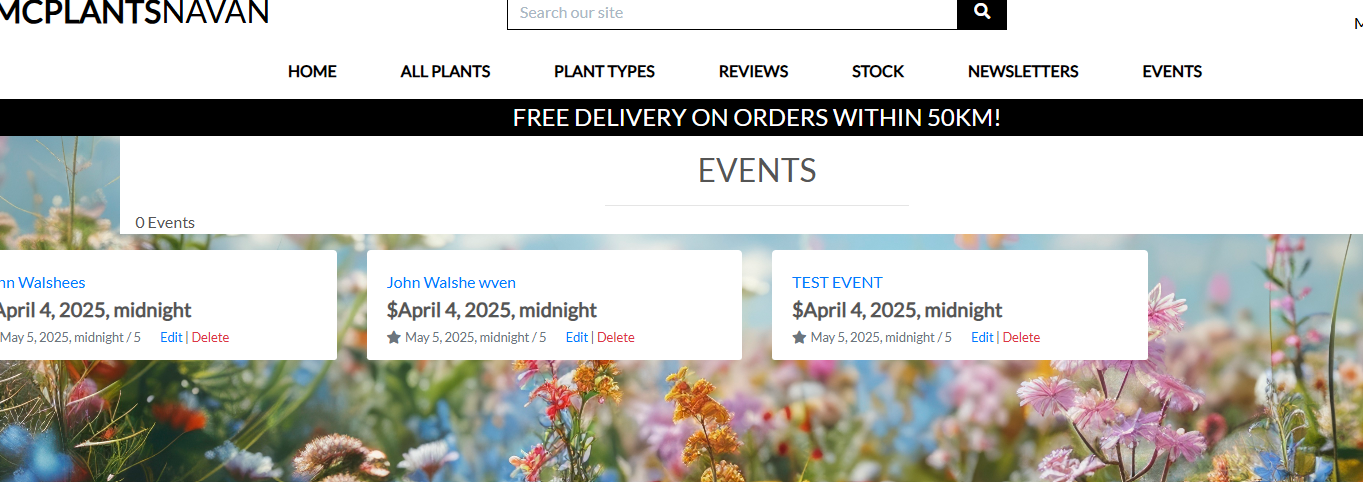 MCPLANTSNAVAN
Search our site
HOME ALL PLANTS PLANT TYPES REVIEWS STOCK NEWSLETTERS EVENTS
FREE DELIVERY ON ORDERS WITHIN 50KM!
EVENTS
0 Events
hn Walshees John Walshe wven TEST EVENT
April 4, 2025, midnight $April 4, 2025, midnight $April 4, 2025, midnight
May 5, 2025, midnight / 5 Edit | Delete May 5, 2025, midnight / 5 Edit | Delete May 5, 2025, midnight / 5 Edit | Delete